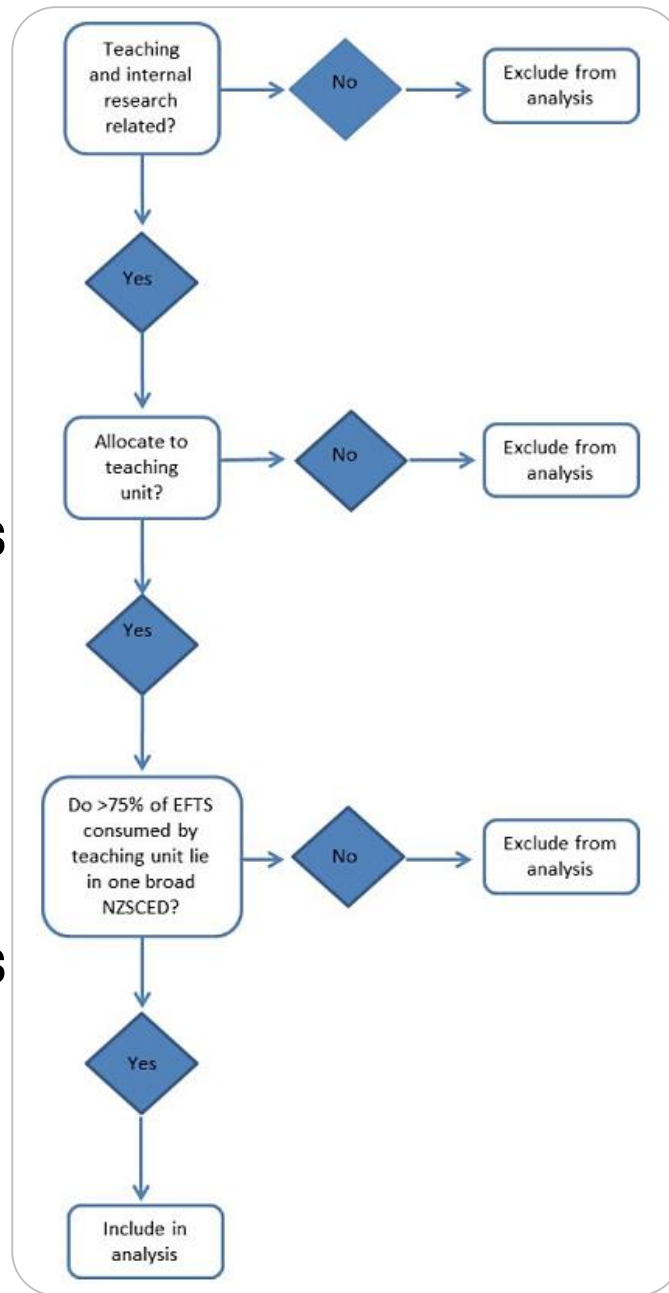 Teaching
and internal
research
related?
No
Exclude from
analysis
Yes
Allocate to
teaching
unit?
No
Exclude from
analysis
s
Yes
Do >75% of EFTS
consumed by
teaching unit lie
in one broad
NZSCED?
No
Exclude from
analysis
s
Yes
Include in
analysis